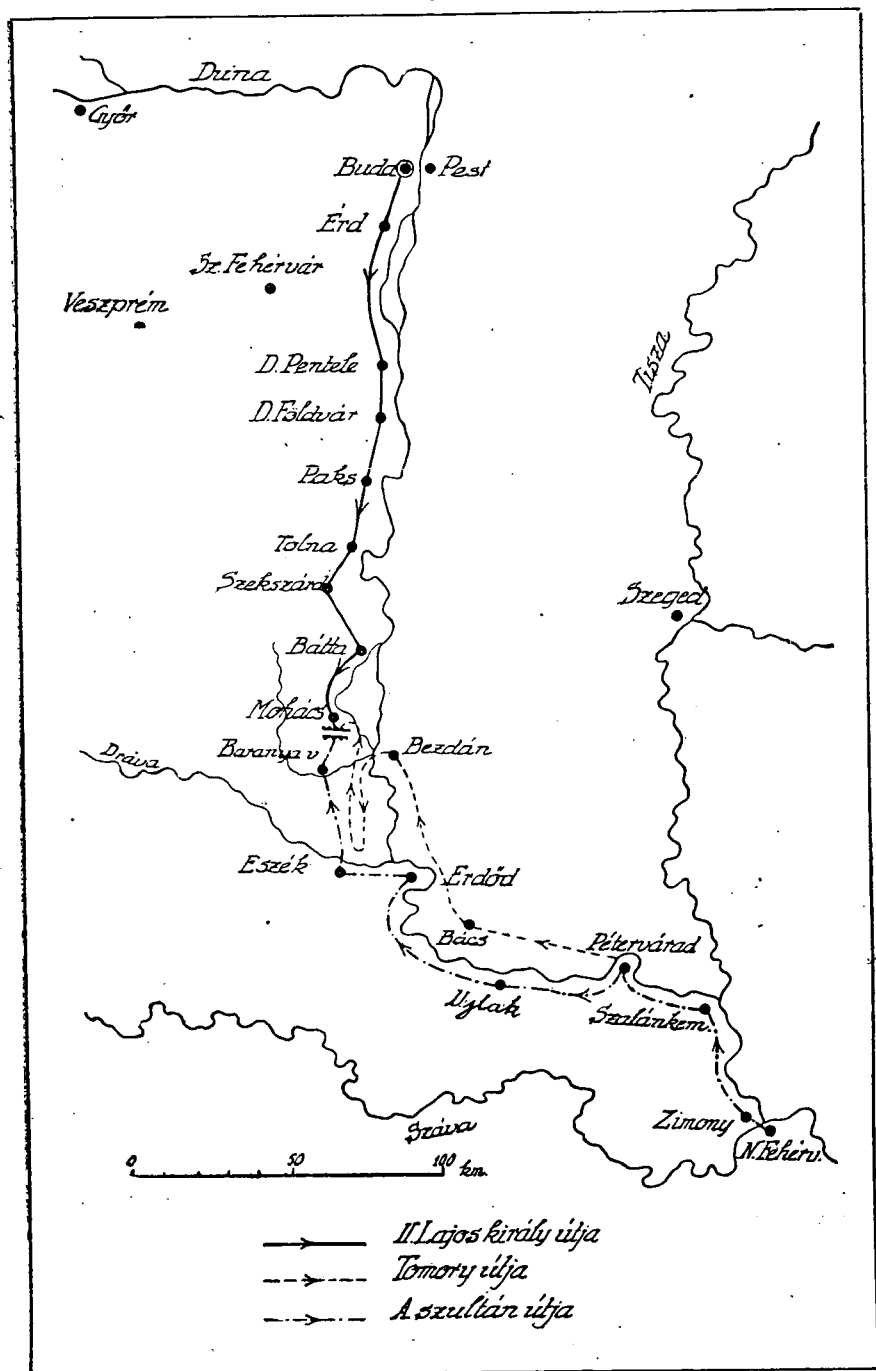 Duna
Győr
Buda
Pest
Érd
Sz. Fehérvár
Veszprém
Tisza
D. Pentele
D. Földvár
Paks
Tolna
Szekszárd
Szeged
Bátta
Mohács
Baranya v
Bezdán
Dráva
Eszék
Erdőd
Bács
Pétervárad
Ujlak
Szalánkem.
Zimony
N. Fehérv.
Száva
0 50 100 km.
II. Lajos király útja
Tomory útja
A szultán útja